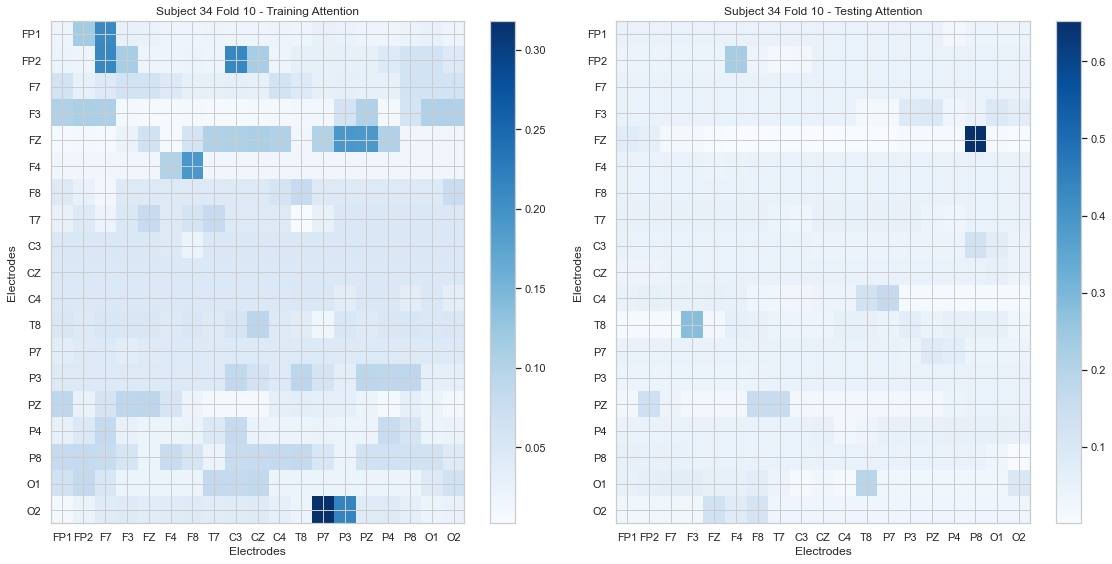 Subject 34 Fold 10 - Training Attention
FP1
FP2
F7
F3
FZ
F4
F8
T7
C3
CZ
C4
T8
P7
P3
PZ
P4
P8
O1
O2
Electrodes
FP1 FP2 F7 F3 FZ F4 F8 T7 C3 CZ C4 T8 P7 P3 PZ P4 P8 O1 O2
Electrodes
0.30
0.25
0.20
0.15
0.10
0.05
Subject 34 Fold 10 - Testing Attention
FP1
FP2
F7
F3
FZ
F4
F8
T7
C3
CZ
C4
T8
P7
P3
PZ
P4
P8
O1
O2
Electrodes
FP1 FP2 F7 F3 FZ F4 F8 T7 C3 CZ C4 T8 P7 P3 PZ P4 P8 O1 O2
Electrodes
0.6
0.5
0.4
0.3
0.2
0.1